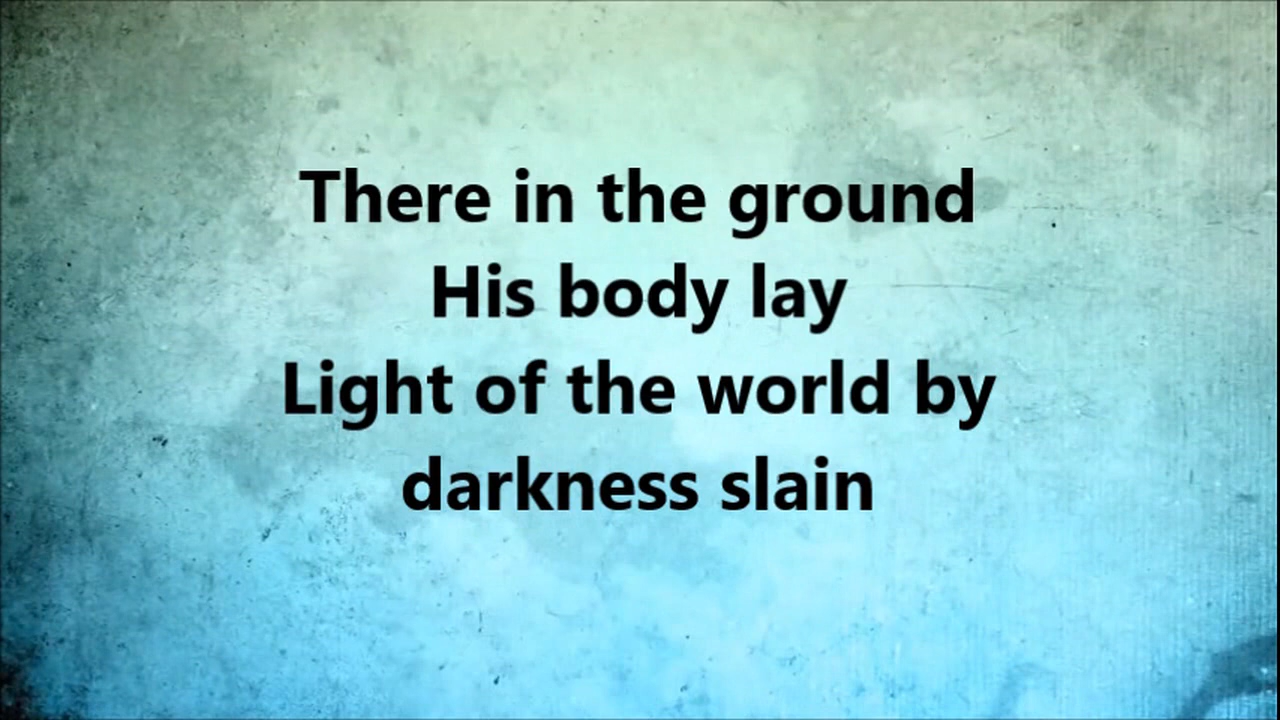 There in the ground
His body lay
Light of the world by
darkness slain